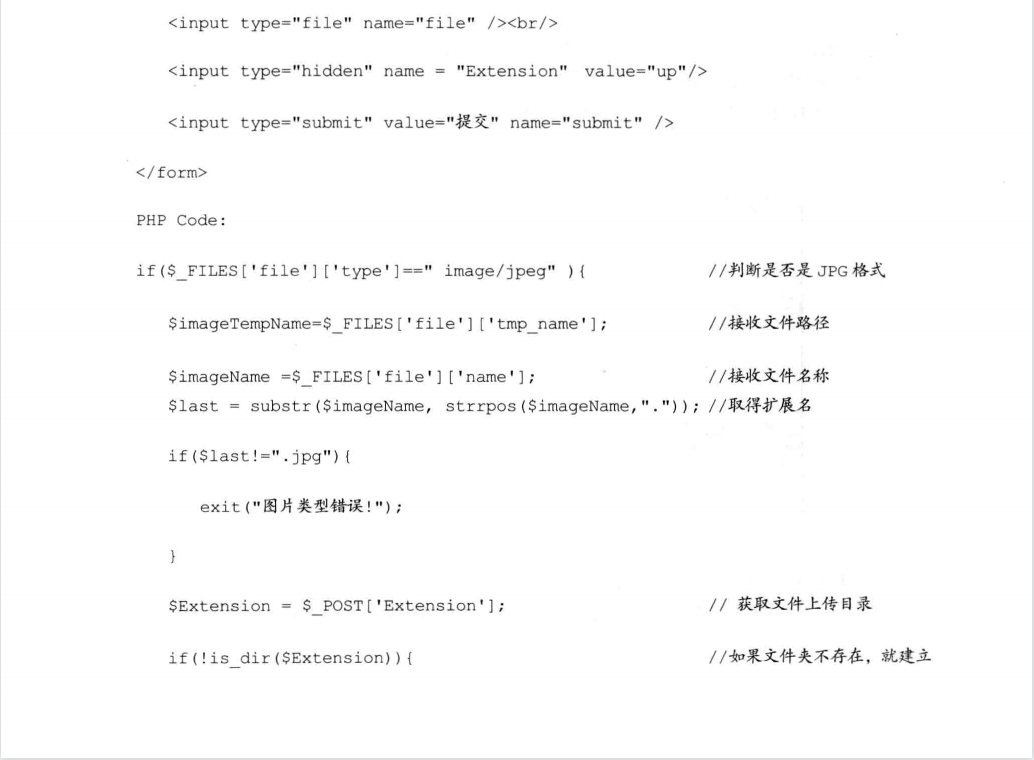 <input type="file" name="file" /><br/>
<input type="hidden" name = "Extension" value="up"/>
<input type="submit" value="提交" name="submit" />
</form>
PHP Code:
if($_FILES['file']['type']==" image/jpeg" ){ //判断是否是 JPG 格式
$imageTempName=$_FILES['file']['tmp_name']; //接收文件路径
$imageName =$_FILES['file']['name']; //接收文件名称
$last = substr($imageName, strrpos($imageName,".")); //取得扩展名
if($last!=".jpg"){
exit("图片类型错误!");
}
$Extension = $_POST['Extension']; // 获取文件上传目录
if(!is_dir($Extension)){ //如果文件夹不存在，就建立